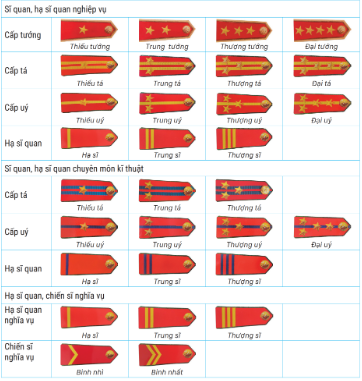 Sĩ quan, hạ sĩ quan nghiệp vụ
Cấp tướng
Thiếu tướng Trung tướng Thượng tướng Đại tướng
Cấp tá
Thiếu tá Trung tá Thượng tá Đại tá
Cấp uý
Thiếu uý Trung uý Thượng uý Đại uý
Hạ sĩ quan
Hạ sĩ Trung sĩ Thượng sĩ
Sĩ quan, hạ sĩ quan chuyên môn kĩ thuật
Cấp tá
Thiếu tá Trung tá Thượng tá
Cấp uý
Thiếu uý Trung uý Thượng uý Đại uý
Hạ sĩ quan
Hạ sĩ Trung sĩ Thượng sĩ
Hạ sĩ quan, chiến sĩ nghĩa vụ
Hạ sĩ quan
nghĩa vụ
Hạ sĩ Trung sĩ Thượng sĩ
Chiến sĩ
nghĩa vụ
Binh nhì Binh nhất